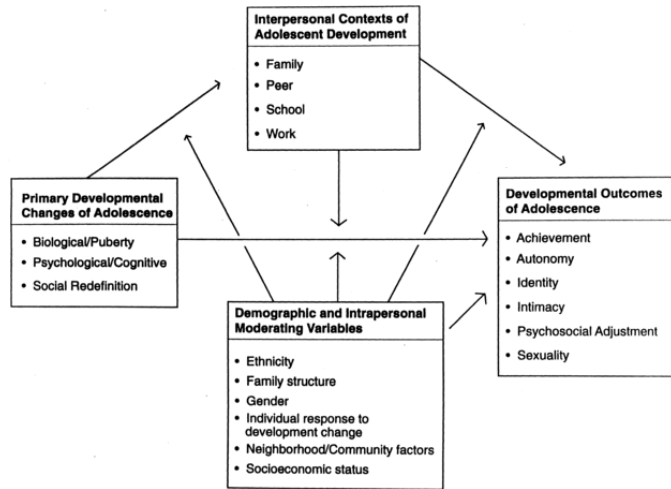 Interpersonal Contexts of
Adolescent Development
• Family
• Peer
• School
• Work
Primary Developmental
Changes of Adolescence
• Biological/Puberty
• Psychological/Cognitive
• Social Redefinition
Developmental Outcomes
of Adolescence
• Achievement
• Autonomy
• Identity
• Intimacy
• Psychosocial Adjustment
• Sexuality
Demographic and Intrapersonal
Moderating Variables
• Ethnicity
• Family structure
• Gender
• Individual response to
development change
• Neighborhood/Community factors
• Socioeconomic status